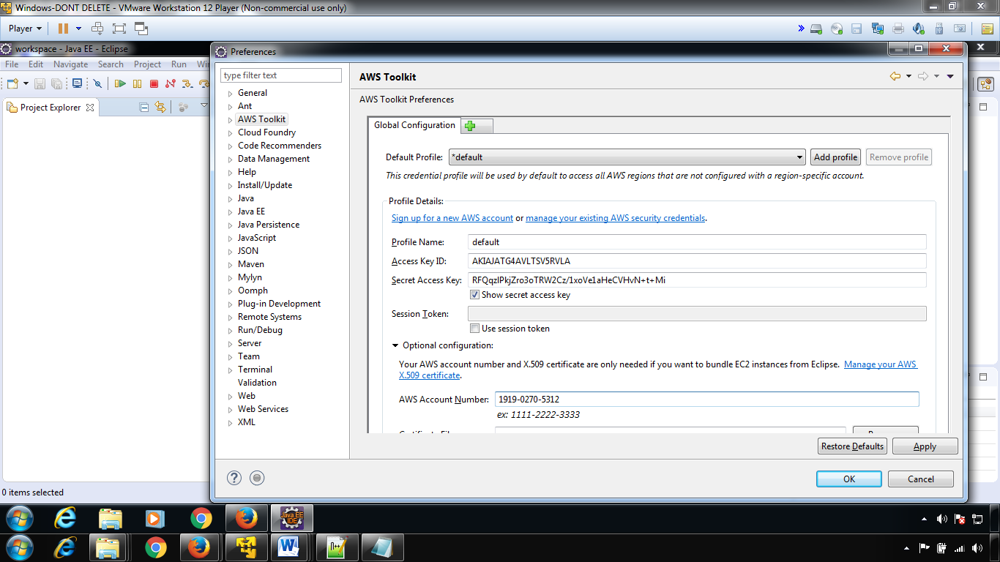 Windows-DONT DELETE - VMware Workstation 12 Player (Non-commercial use only)
Player
workspace - Java EE - Eclipse
Preferences
File Edit Navigate Search Project Run
Project Explorer
0 items selected
type filter text
General
Ant
AWS Toolkit
Cloud Foundry
Code Recommenders
Data Management
Help
Install/Update
Java
Java EE
Java Persistence
JavaScript
JSON
Maven
Mylyn
Oomph
Plug-in Development
Remote Systems
Run/Debug
Server
Team
Terminal
Validation
Web
Web Services
XML
AWS Toolkit
AWS Toolkit Preferences
Global Configuration
Default Profile: *default Add profile Remove profile
This credential profile will be used by default to access all AWS regions that are not configured with a region-specific account.
Profile Details:
Sign up for a new AWS account or manage your existing AWS security credentials.
Profile Name: default
Access Key ID: AKIAJATG4AVLTSV5RVLA
Secret Access Key:
Show secret access key
Session Token:
Use session token
Optional configuration:
Your AWS account number and X.509 certificate are only needed if you want to bundle EC2 instances from Eclipse. Manage your AWS
X.509 certificate.
AWS Account Number: 1919-0270-5312
ex: 1111-2222-3333
Restore Defaults Apply
OK Cancel
Java EE
IDE